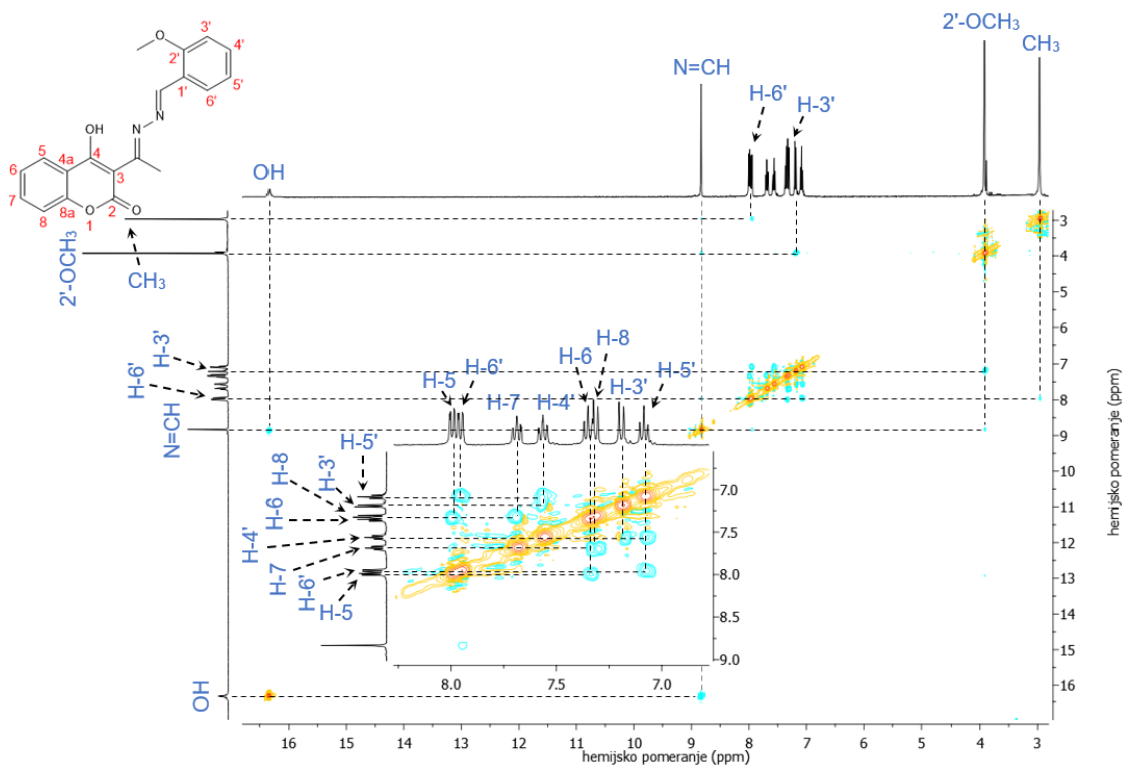 3'
O
2'
4'
1'
5'
6'
N
N
OH
5
4
4a
6
3
7
2
8a
8
O
1
O
OH
N=CH
H-6'
H-3'
2'-OCH3
CH3
3
4
5
6
7
8
9
10
11
12
13
14
15
16
hemijsko pomeranje (ppm)
CH3
2'-OCH3
H-3'
H-6'
N=CH
OH
H-5
H-6'
H-7
H-4'
H-6
H-8
H-3'
H-5'
H-5'
H-8
H-3'
H-6
H-4'
H-7
H-6'
H-5
7.0
7.5
8.0
8.5
9.0
8.0 7.5 7.0
16 15 14 13 12 11 10 9 8 7 6 5 4 3
hemijsko pomeranje (ppm)